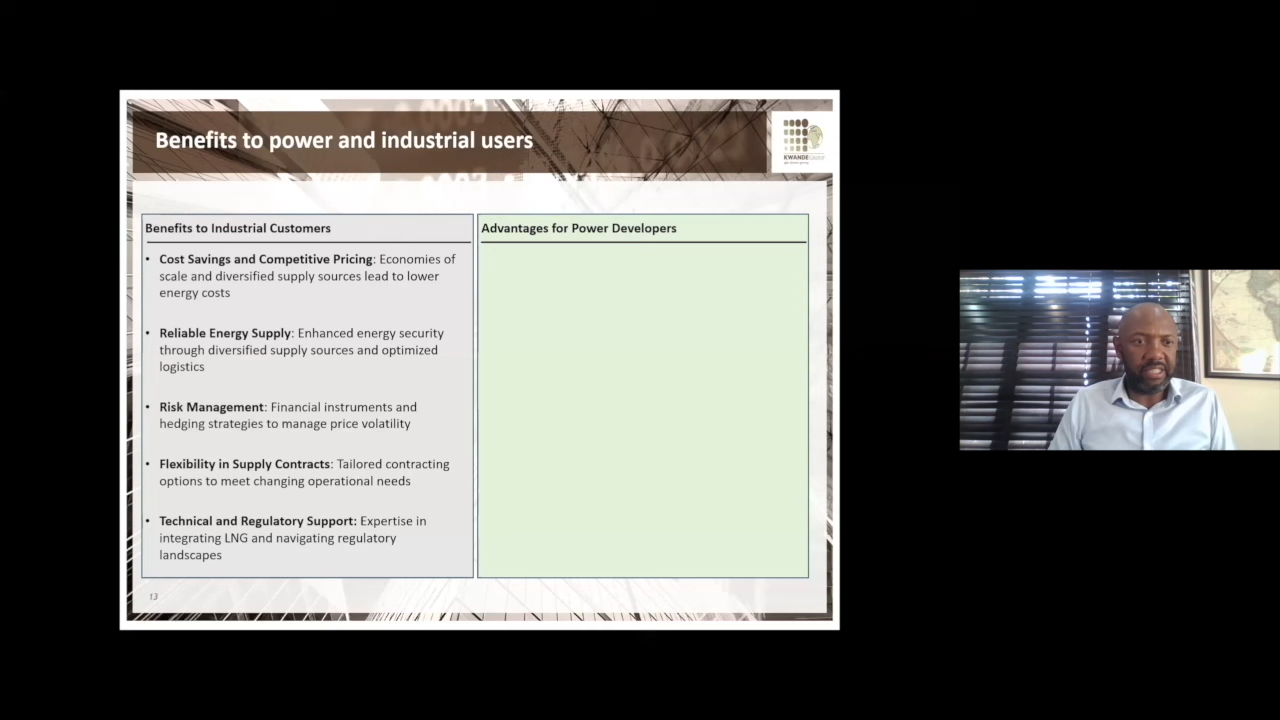 Benefits to power and industrial users
KWANDE
Benefits to Industrial Customers
• Cost Savings and Competitive Pricing: Economies of
scale and diversified supply sources lead to lower
energy costs
• Reliable Energy Supply: Enhanced energy security
through diversified supply sources and optimized
logistics
• Risk Management: Financial instruments and
hedging strategies to manage price volatility
• Flexibility in Supply Contracts: Tailored contracting
options to meet changing operational needs
• Technical and Regulatory Support: Expertise in
integrating LNG and navigating regulatory
landscapes
Advantages for Power Developers
13